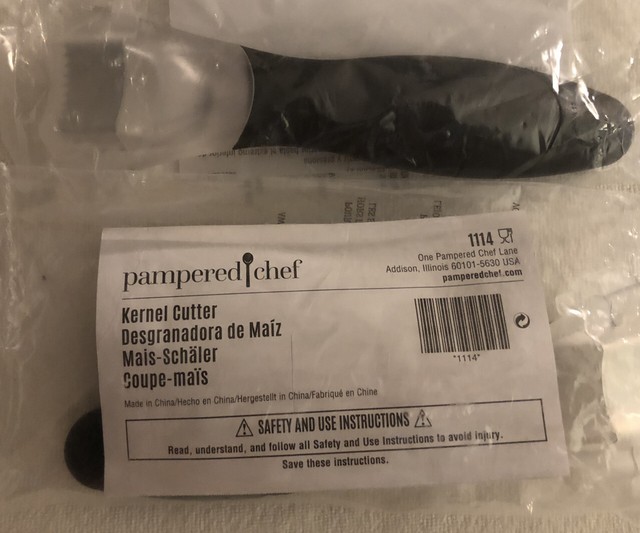 pampered chef
1114
One Pampered Chef Lane
Addison, Illinois 60101-5630 USA
pamperedchef.com
Kernel Cutter
Desgranadora de Maíz
Mais-Schäler
Coupe-maïs
"1114"
Made in China/Hecho en China/Hergestellt in China/Fabriqué en Chine
SAFETY AND USE INSTRUCTIONS
Read, understand, and follow all Safety and Use Instructions to avoid injury.
Save these instructions.